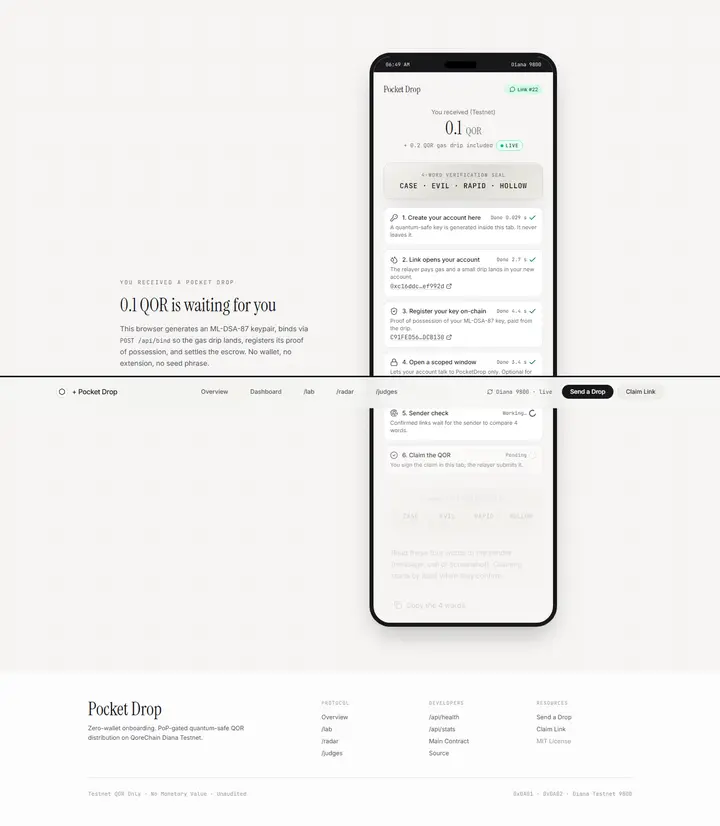 06:49 AM
Diana 9800
Pocket Drop
Link #22
You received (Testnet)
0.1 QOR
+ 0.2 QOR gas drip included
LIVE
4-WORD VERIFICATION SEAL
CASE · EVIL · RAPID · HOLLOW
1. Create your account here
Done 0.029 s
A quantum-safe key is generated inside this tab. It never
leaves it.
2. Link opens your account
Done 2.7 s
The relayer pays gas and a small drip lands in your new
account.
3. Register your key on-chain
Done 4.4 s
Proof of possession of your ML-DSA-87 key, paid from
the drip.
4. Open a scoped window
Done 3.4 s
Lets your account talk to PocketDrop only. Optional for
YOU RECEIVED A POCKET DROP
0.1 QOR is waiting for you
This browser generates an ML-DSA-87 keypair, binds via
POST /api/bind so the gas drip lands, registers its proof
of possession, and settles the escrow. No wallet, no
extension, no seed phrase.
+ Pocket Drop
Overview
Dashboard
/lab
/radar
/judges
Diana 9800 · live
Send a Drop
Claim Link
5. Sender check
Working…
Confirmed links wait for the sender to compare 4
words.
6. Claim the QOR
Pending
You sign the claim in this tab, the relayer submits it.
CASE · EVIL · RAPID · HOLLOW
Pocket Drop
Zero-wallet onboarding. PoP-gated quantum-safe QOR
distribution on QoreChain Diana Testnet.
PROTOCOL
Overview
/lab
/radar
/judges
DEVELOPERS
/api/health
/api/stats
Main Contract
Source
RESOURCES
Send a Drop
Claim Link
MIT License
Testnet QOR Only · No Monetary Value · Unaudited